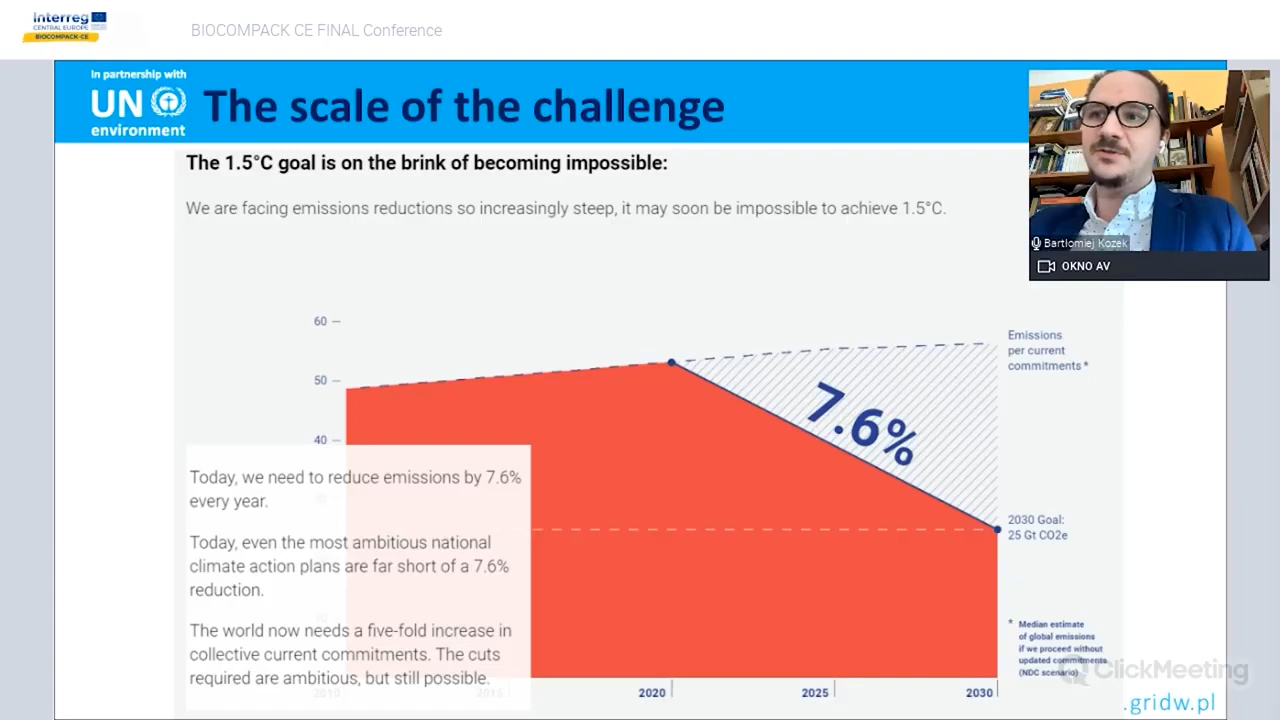 Interreg
CENTRAL EUROPE
BIOCOMPACK-CE
BIOCOMPACK CE FINAL Conference
In partnership with
UN
environment
The scale of the challenge
The 1.5°C goal is on the brink of becoming impossible:
We are facing emissions reductions so increasingly steep, it may soon be impossible to achieve 1.5°C.
Bartłomiej Kozek
OKNO AV
60
50
40
Emissions
per current
commitments *
7.6%
2030 Goal:
25 Gt CO2e
Today, we need to reduce emissions by 7.6%
every year.
Today, even the most ambitious national
climate action plans are far short of a 7.6%
reduction.
The world now needs a five-fold increase in
collective current commitments. The cuts
required are ambitious, but still possible.
* Median estimate
of global emissions
if we proceed without
updated commitments
(NDC scenario)
2010 2015 2020 2025 2030
ClickMeeting
.gridw.pl